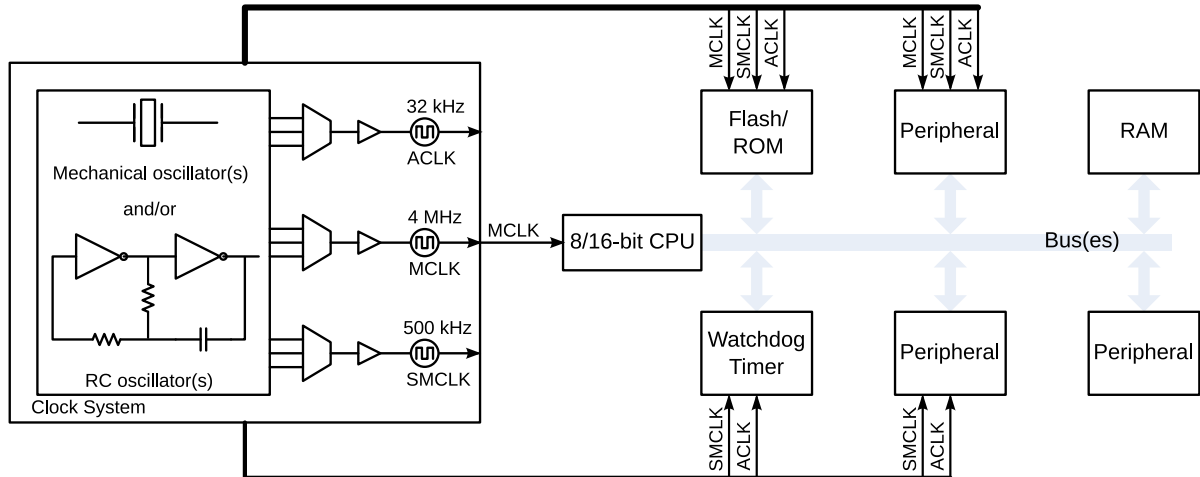 MCLK
SMCLK
ACLK
MCLK
SMCLK
ACLK
Mechanical oscillator(s)
and/or
RC oscillator(s)
Clock System
32 kHz
ACLK
4 MHz
MCLK
500 kHz
SMCLK
MCLK
8/16-bit CPU
Flash/
ROM
Peripheral
RAM
Bus(es)
Watchdog
Timer
Peripheral
Peripheral
SMCLK
ACLK
SMCLK
ACLK